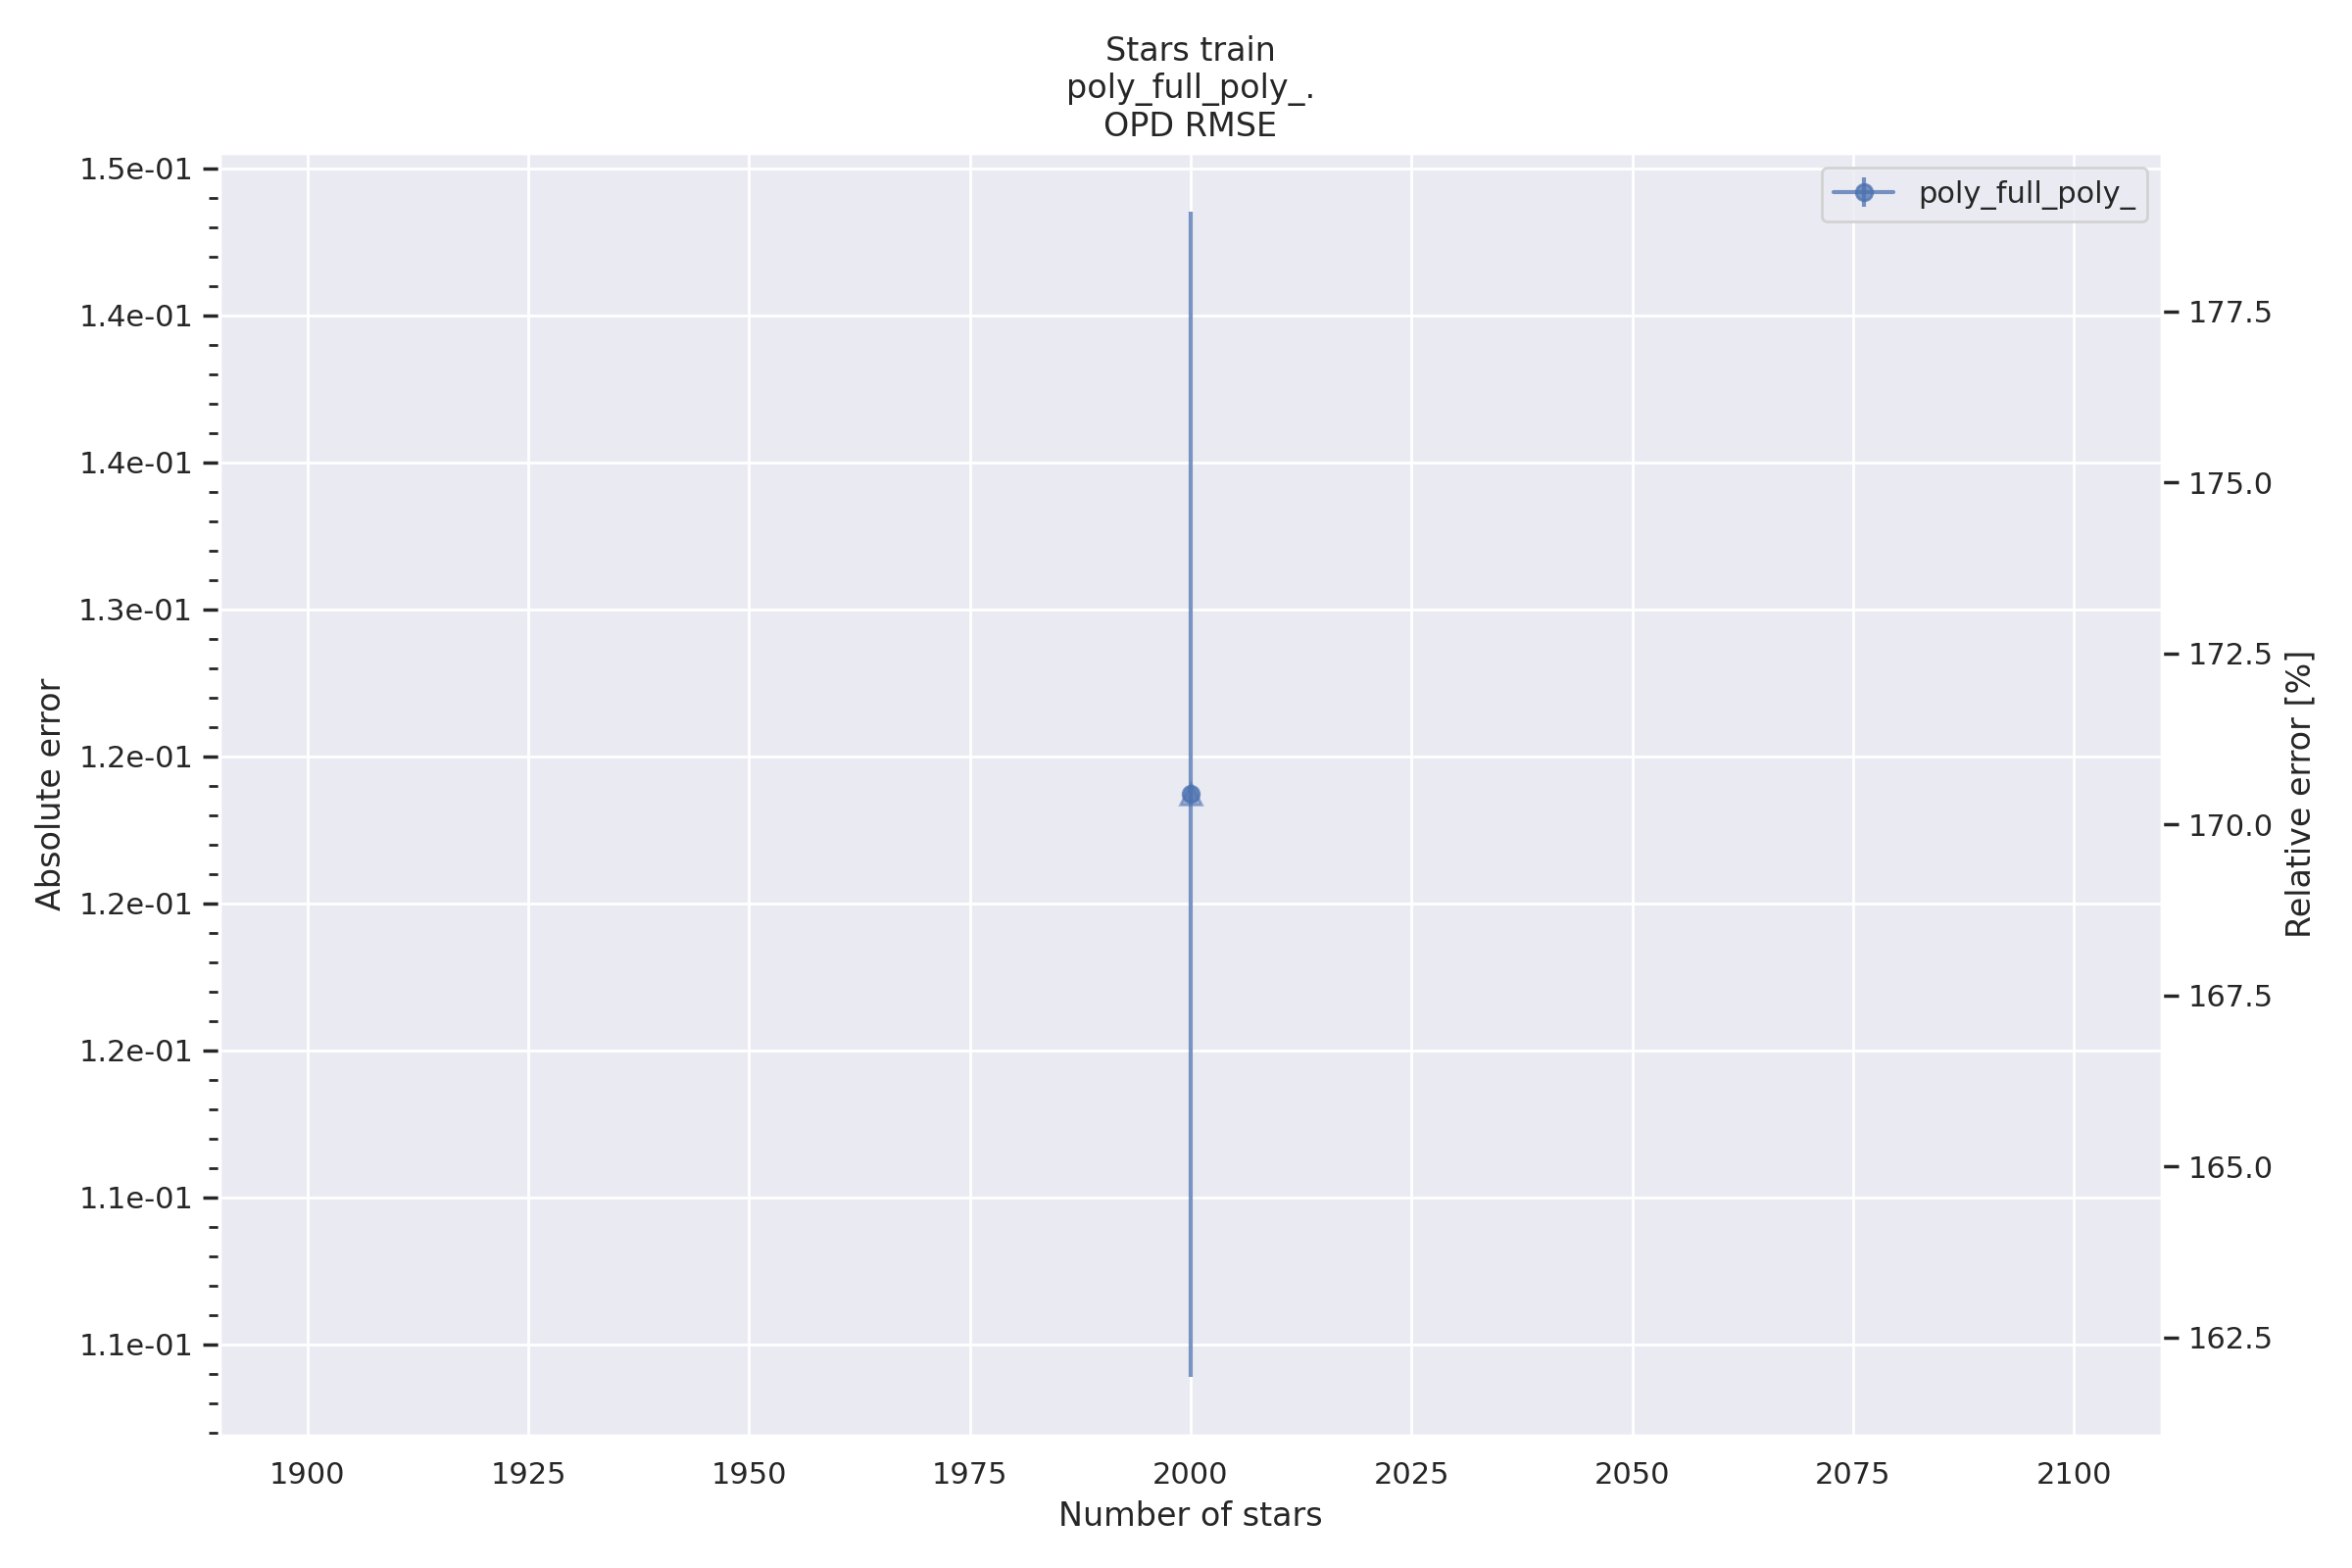 Stars train
poly_full_poly_.
OPD RMSE
poly_full_poly_
Absolute error
1.5e-01
1.4e-01
1.4e-01
1.3e-01
1.2e-01
1.2e-01
1.2e-01
1.1e-01
1.1e-01
177.5
175.0
172.5
170.0
167.5
165.0
162.5
Relative error [%]
1900 1925 1950 1975 2000 2025 2050 2075 2100
Number of stars